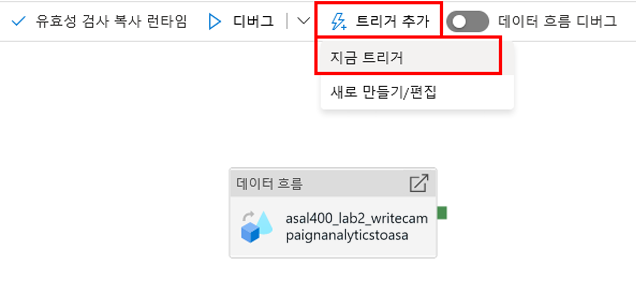 유효성 검사 복사 런타임 디버그 트리거 추가 데이터 흐름 디버그
지금 트리거
새로 만들기/편집
데이터 흐름
asal400_lab2_writecam
paignanalyticstoasa